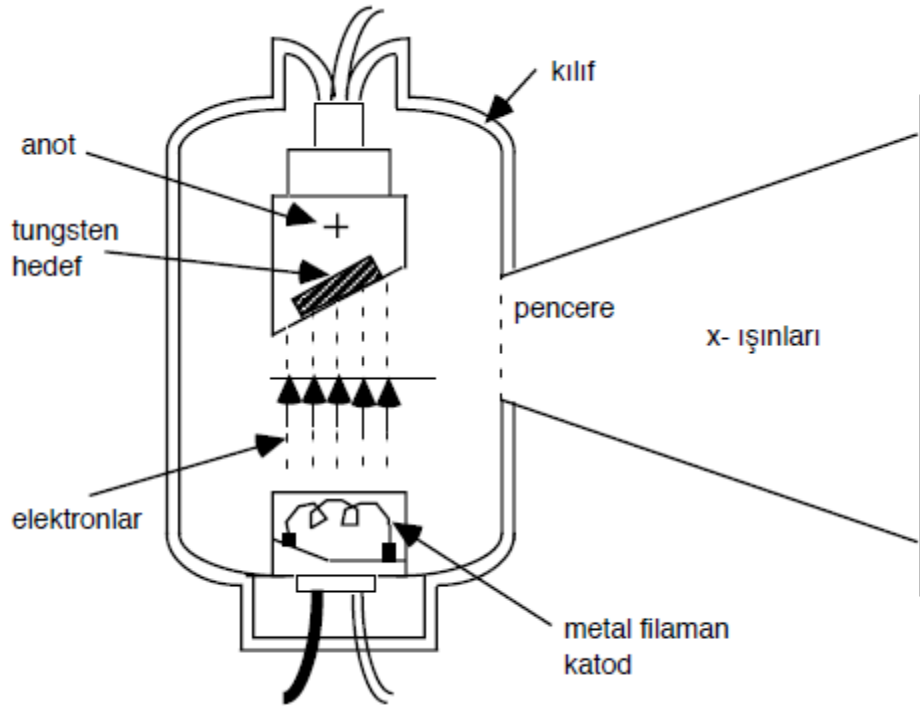 kılıf
anot
+
tungsten
hedef
pencere
x- ışınları
elektronlar
metal filaman
katod